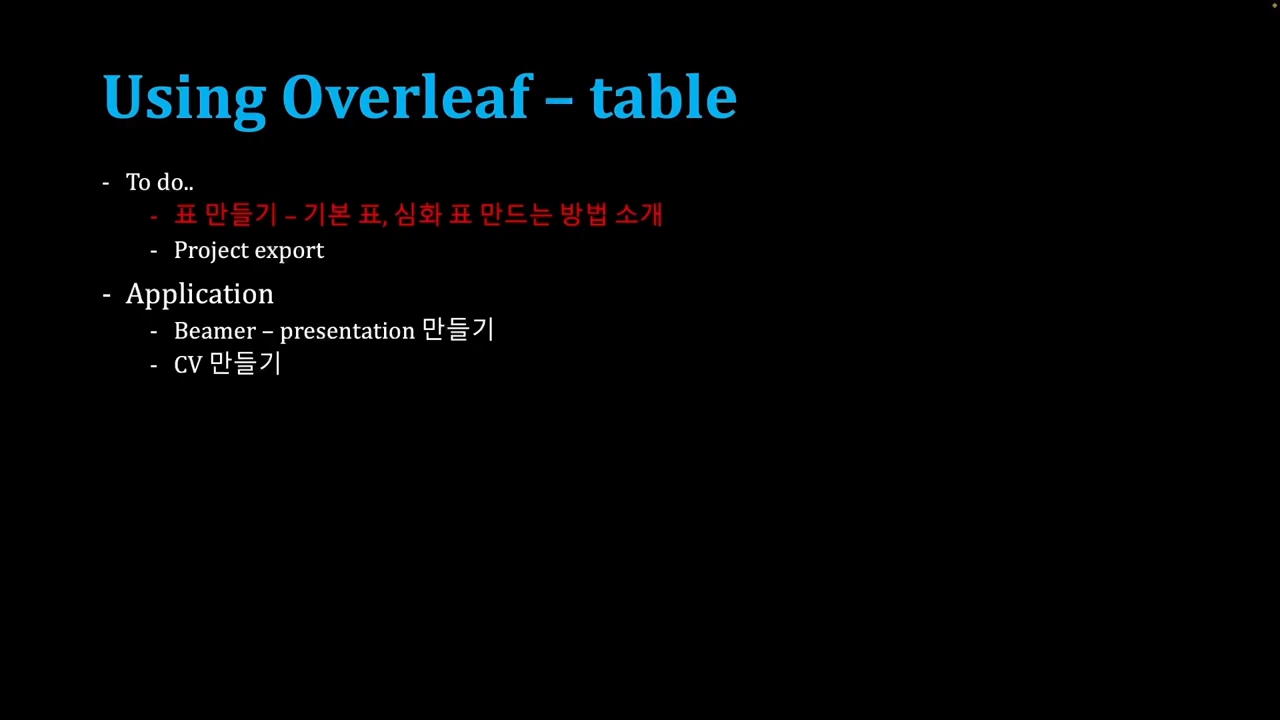 Using Overleaf – table
- To do..
- 표 만들기 – 기본 표, 심화 표 만드는 방법 소개
- Project export
- Application
- Beamer – presentation 만들기
- CV 만들기